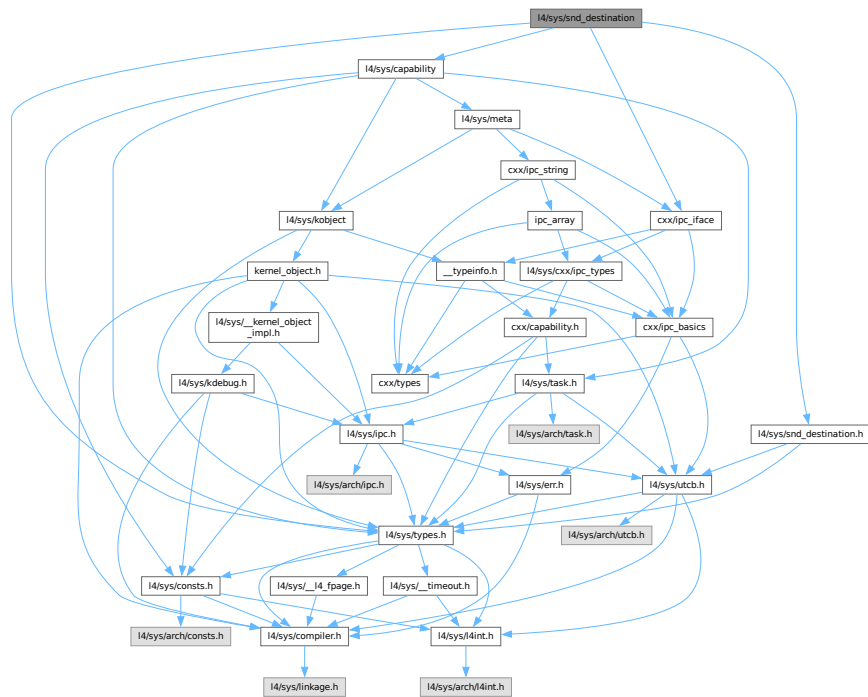 l4/sys/snd_destination
l4/sys/capability
l4/sys/meta
cxx/ipc_string
l4/sys/kobject
ipc_array
cxx/ipc_iface
kernel_object.h
__typeinfo.h
l4/sys/cxx/ipc_types
l4/sys/__kernel_object
_impl.h
cxx/capability.h
cxx/ipc_basics
l4/sys/kdebug.h
cxx/types
l4/sys/task.h
l4/sys/ipc.h
l4/sys/arch/task.h
l4/sys/snd_destination.h
l4/sys/arch/ipc.h
l4/sys/err.h
l4/sys/utcb.h
l4/sys/types.h
l4/sys/arch/utcb.h
l4/sys/consts.h
l4/sys/__l4_fpage.h
l4/sys/__timeout.h
l4/sys/arch/consts.h
l4/sys/compiler.h
l4/sys/l4int.h
l4/sys/linkage.h
l4/sys/arch/l4int.h